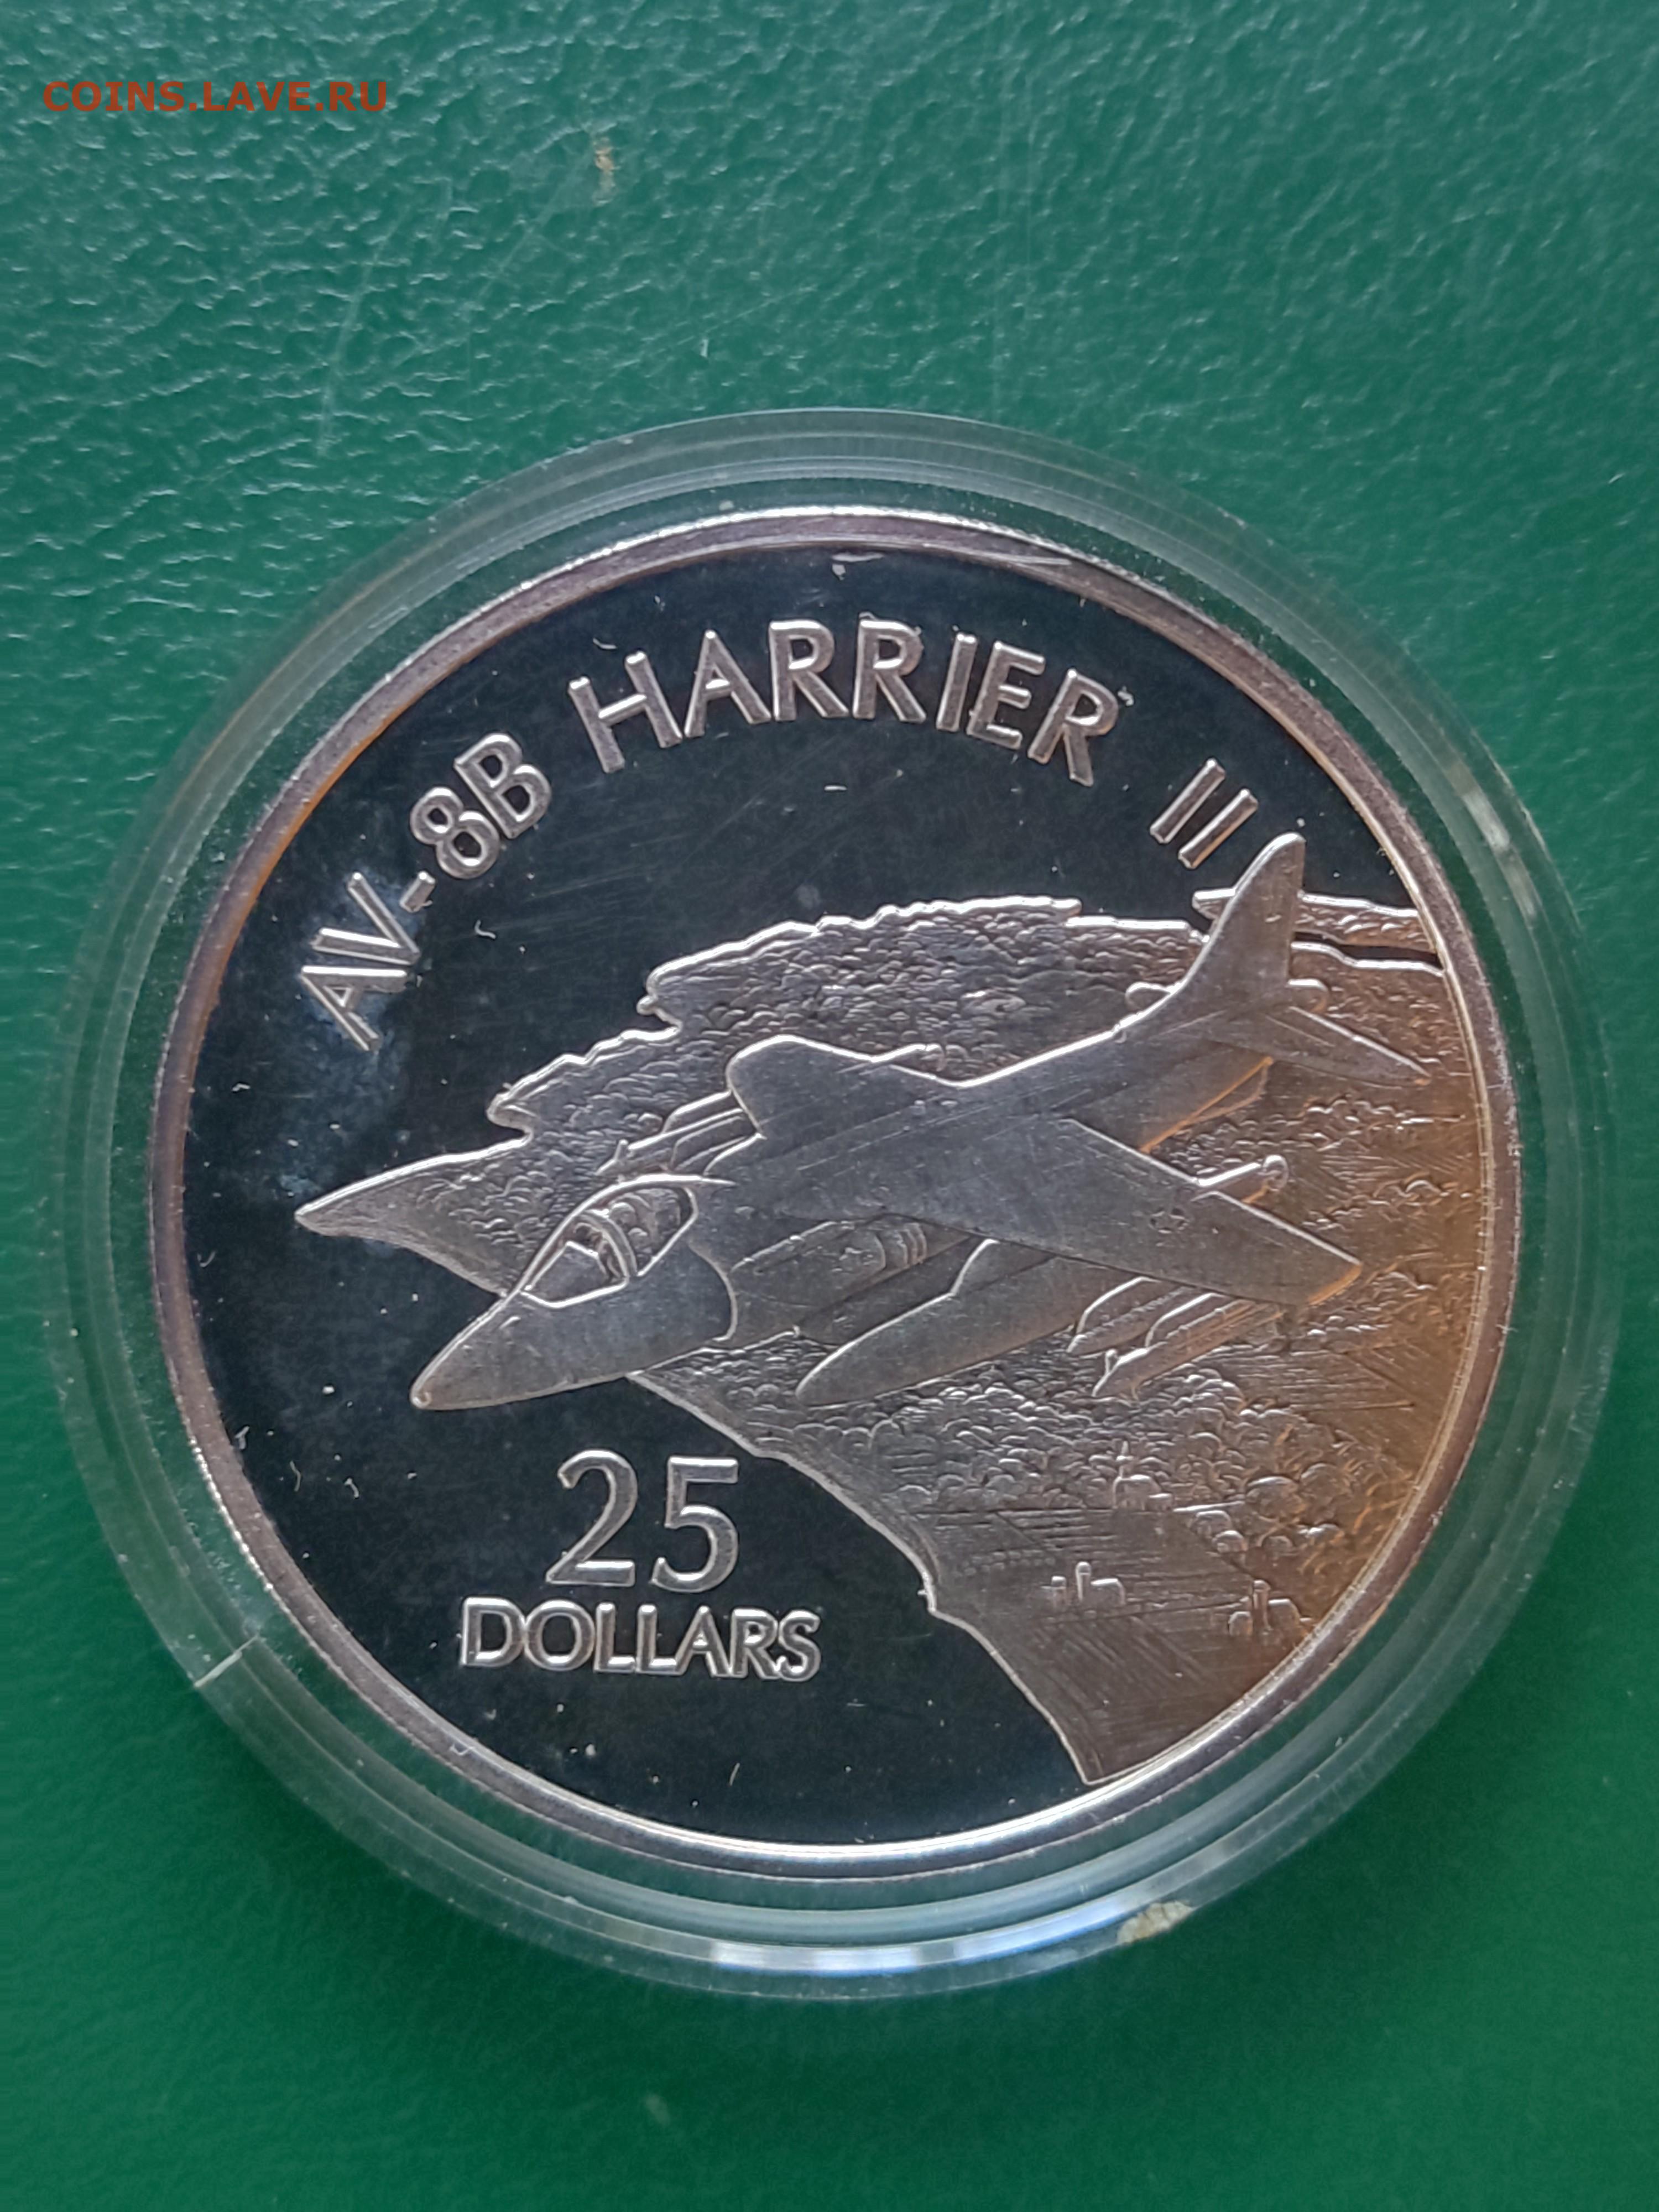 COINS.LAVE.RU
AV-8B HARRIER II
25
DOLLARS